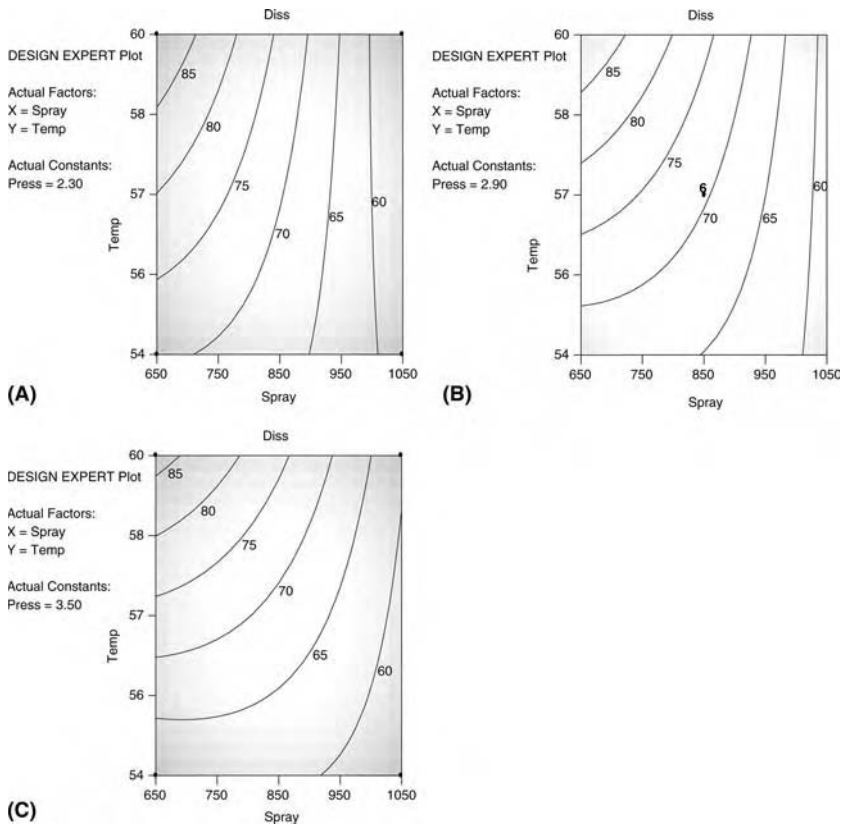 Diss
DESIGN EXPERT Plot
Actual Factors:
X = Spray
Y = Temp
Actual Constants:
Press = 2.30
Temp
60
58
57
56
54
85
80
75
70
65
60
650 750 850 950 1050
Spray
(A)
Diss
DESIGN EXPERT Plot
Actual Factors:
X = Spray
Y = Temp
Actual Constants:
Press = 2.90
Temp
60
58
57
56
54
85
80
75
6
70
65
60
650 750 850 950 1050
Spray
(B)
Diss
DESIGN EXPERT Plot
Actual Factors:
X = Spray
Y = Temp
Actual Constants:
Press = 3.50
Temp
60
58
57
56
54
85
80
75
70
65
60
650 750 850 950 1050
Spray
(C)